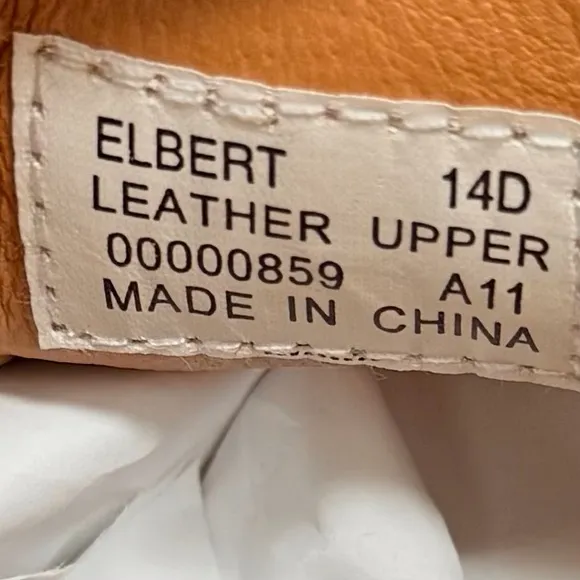 ELBERT 14D
LEATHER UPPER
00000859 A11
MADE IN CHINA